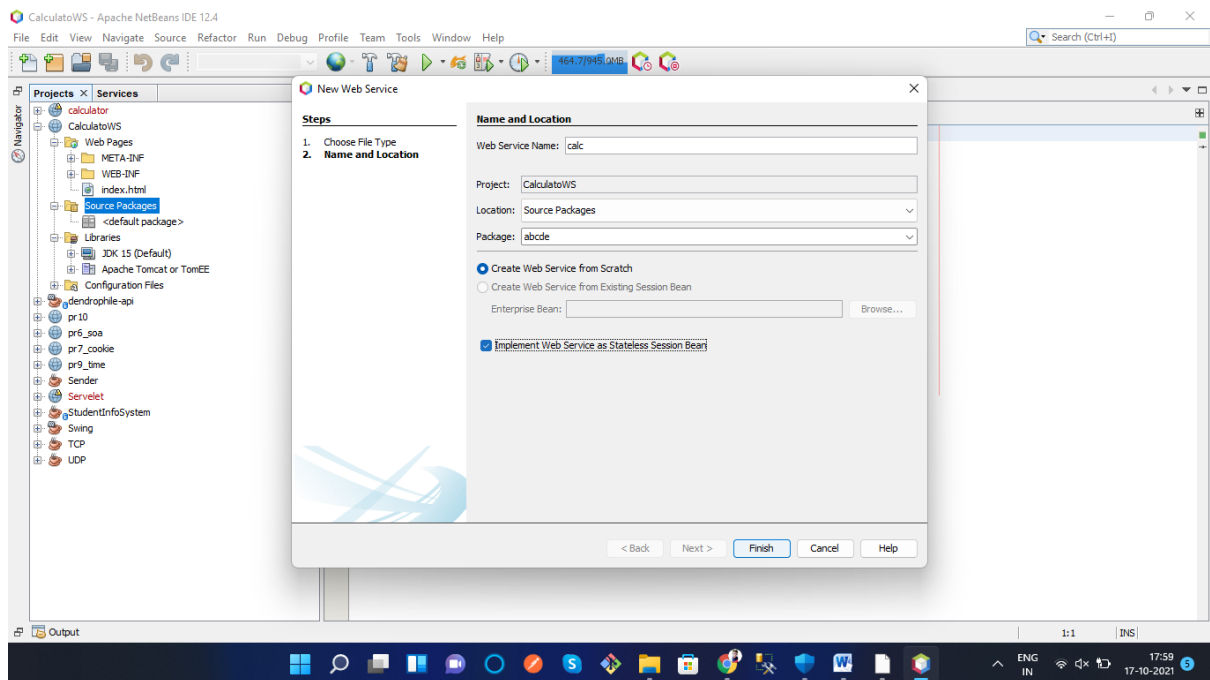 CalculatoWS - Apache NetBeans IDE 12.4
File Edit View Navigate Source Refactor Run Debug Profile Team Tools Window Help
Search (Ctrl+I)
464.7/945.0MB
Projects Services
Navigator
calculator
CalculatoWS
Web Pages
META-INF
WEB-INF
index.html
Source Packages
<default package>
Libraries
JDK 15 (Default)
Apache Tomcat or TomEE
Configuration Files
dendrophile-api
pr10
pr6_soa
pr7_cookie
pr9_time
Sender
Servelet
StudentInfoSystem
Swing
TCP
UDP
New Web Service
Steps
1. Choose File Type
2. Name and Location
Name and Location
Web Service Name: calc
Project: CalculatoWS
Location: Source Packages
Package: abcde
Create Web Service from Scratch
Create Web Service from Existing Session Bean
Enterprise Bean: Browse...
Implement Web Service as Stateless Session Bean
< Back Next > Finish Cancel Help
Output
1:1 INS
ENG
IN
17:59
17-10-2021
5